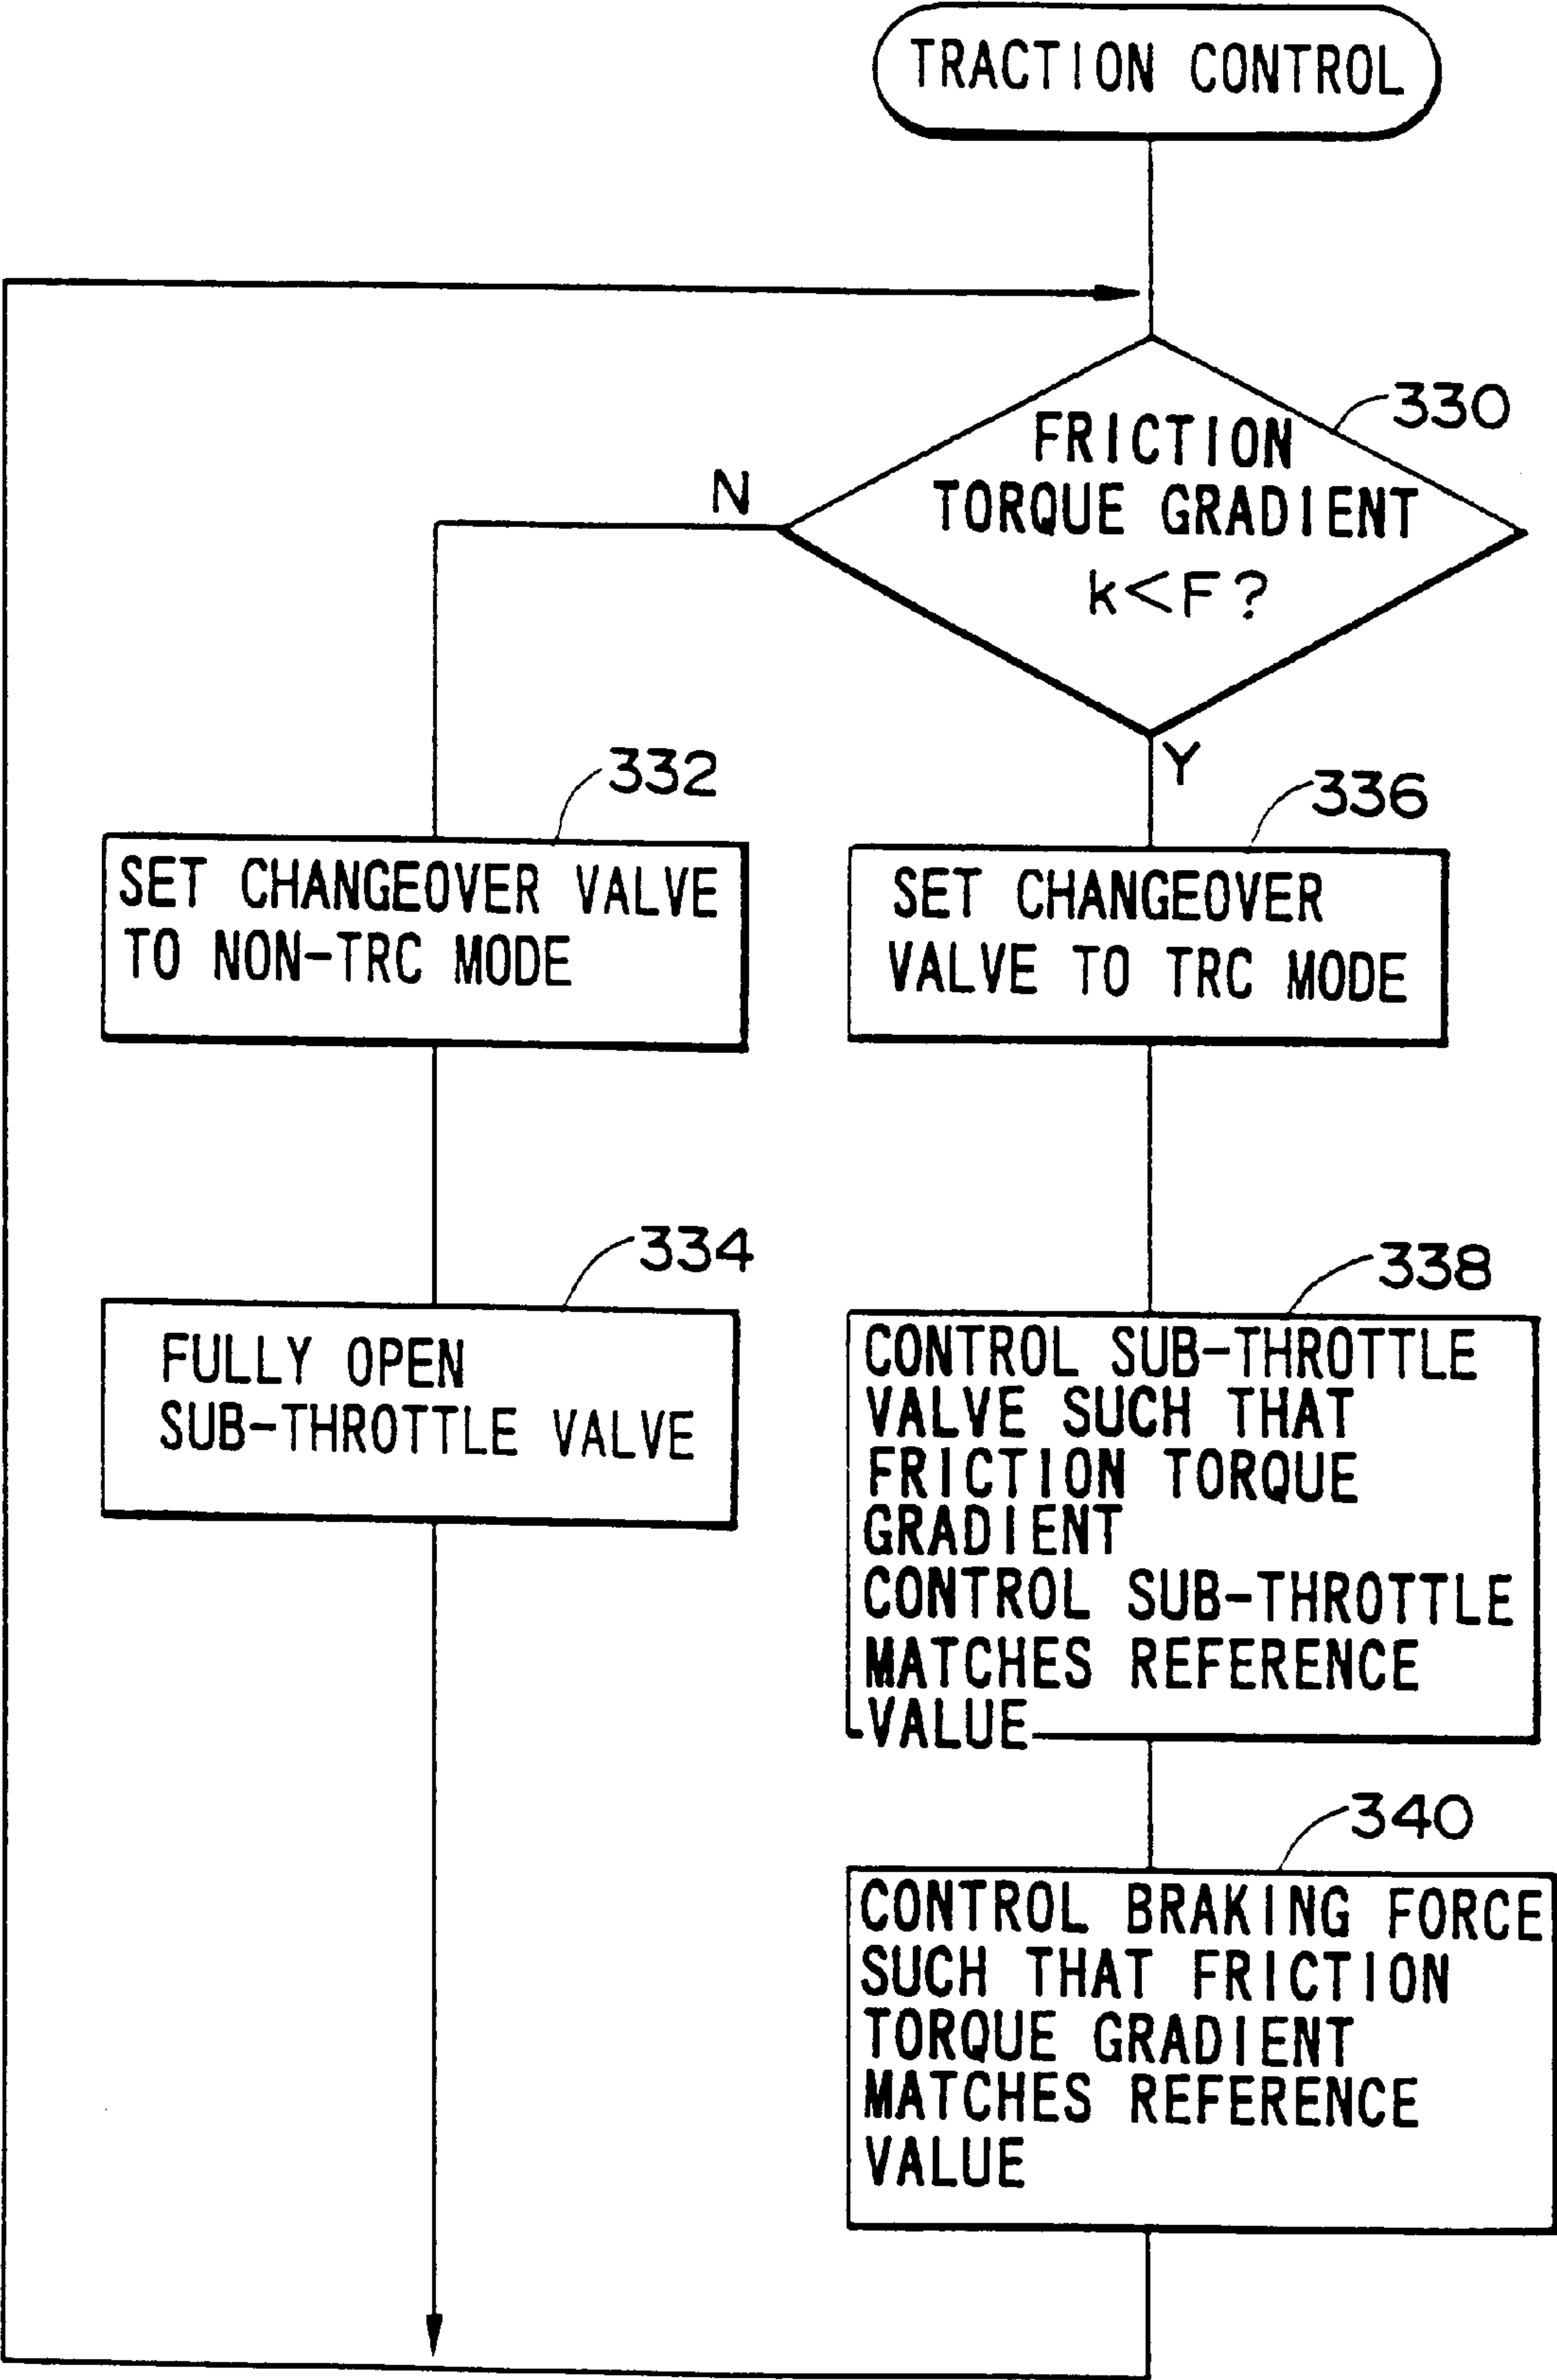 TRACTION CONTROL
330
FRICTION
TORQUE GRADIENT
k<F?
N
Y
332
SET CHANGEOVER VALVE
TO NON-TRC MODE
336
SET CHANGEOVER
VALVE TO TRC MODE
334
FULLY OPEN
SUB-THROTTLE VALVE
338
CONTROL SUB-THROTTLE
VALVE SUCH THAT
FRICTION TORQUE
GRADIENT
CONTROL SUB-THROTTLE
MATCHES REFERENCE
VALUE
340
CONTROL BRAKING FORCE
SUCH THAT FRICTION
TORQUE GRADIENT
MATCHES REFERENCE
VALUE